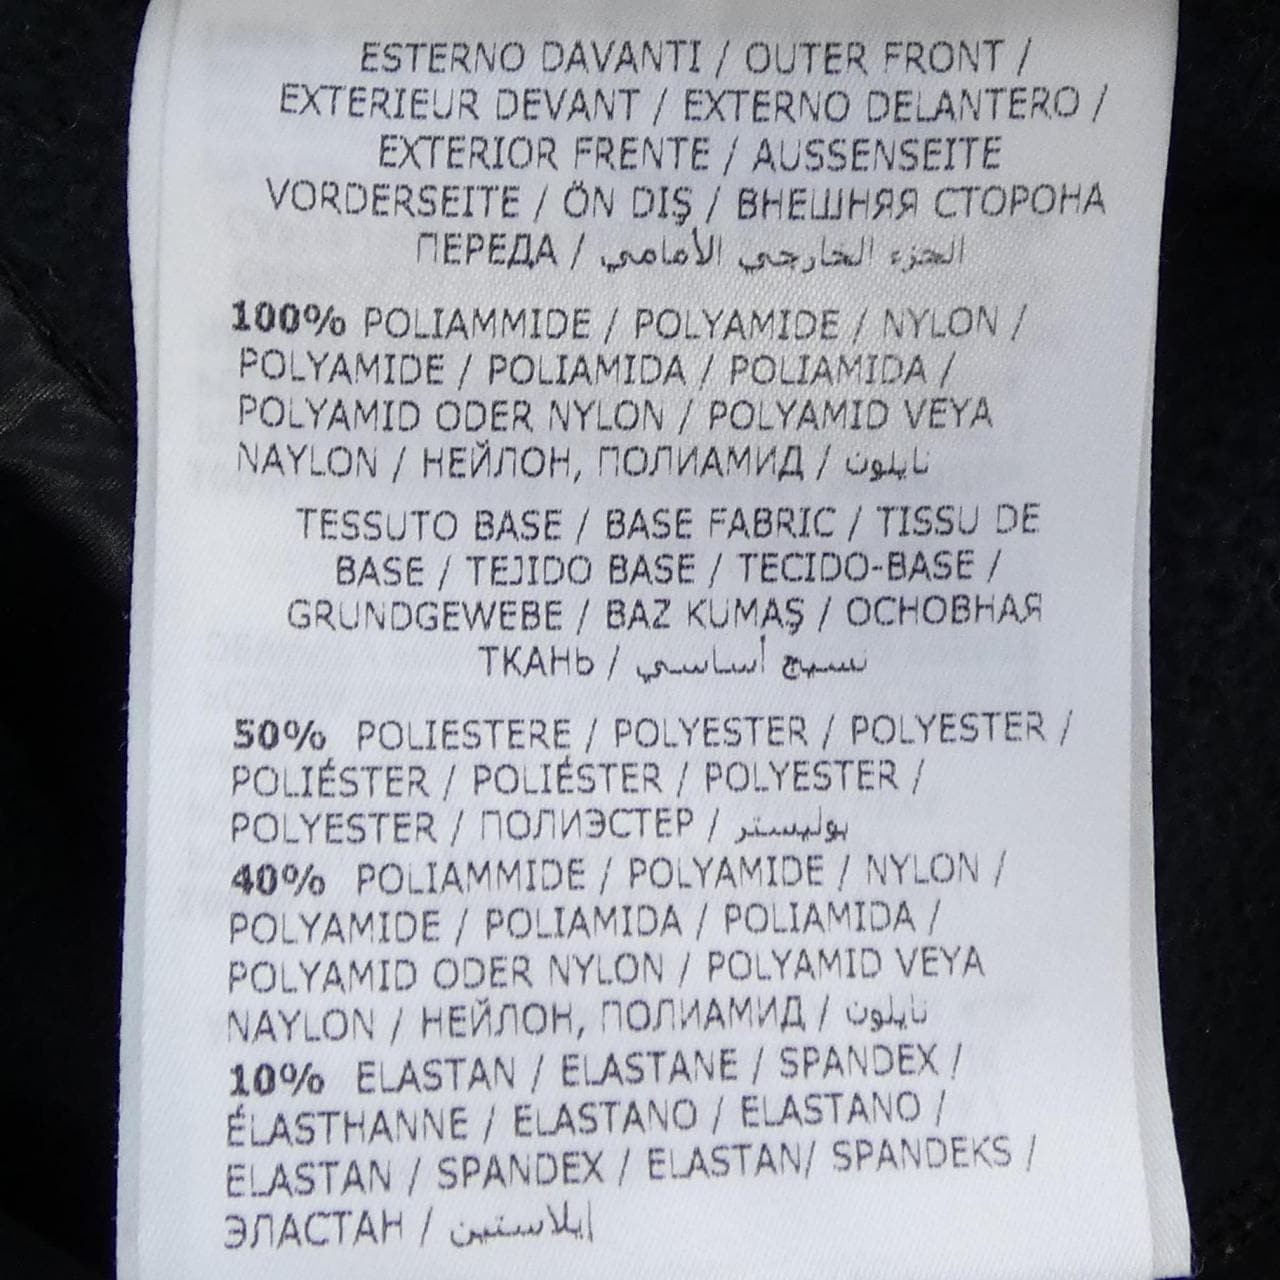 ESTERNO DAVANTI / OUTER FRONT /
EXTERIEUR DEVANT / EXTERNO DELANTERO /
EXTERIOR FRENTE / AUSSENSEITE
VORDERSEITE / ÖN DIŞ / ВНЕШНЯЯ СТОРОНА
ПЕРЕДА / الجزء الخارجي الأمامي
100% POLIAMMIDE / POLYAMIDE / NYLON /
POLYAMIDE / POLIAMIDA / POLIAMIDA /
POLYAMID ODER NYLON / POLYAMID VEYA
NAYLON / НЕЙЛОН, ПОЛИАМИД / نايلون
TESSUTO BASE / BASE FABRIC / TISSU DE
BASE / TEJIDO BASE / TECIDO-BASE /
GRUNDGEWEBE / BAZ KUMAŞ / ОСНОВНАЯ
ТКАНЬ / نسيج أساسي
50% POLIESTERE / POLYESTER / POLYESTER /
POLIÉSTER / POLIÉSTER / POLYESTER /
POLYESTER / ПОЛИЭСТЕР / بوليستر
40% POLIAMMIDE / POLYAMIDE / NYLON /
POLYAMIDE / POLIAMIDA / POLIAMIDA /
POLYAMID ODER NYLON / POLYAMID VEYA
NAYLON / НЕЙЛОН, ПОЛИАМИД / نايلون
10% ELASTAN / ELASTANE / SPANDEX /
ÉLASTHANNE / ELASTANO / ELASTANO /
ELASTAN / SPANDEX / ELASTAN/ SPANDEKS /
ЭЛАСТАН / إيلاستين